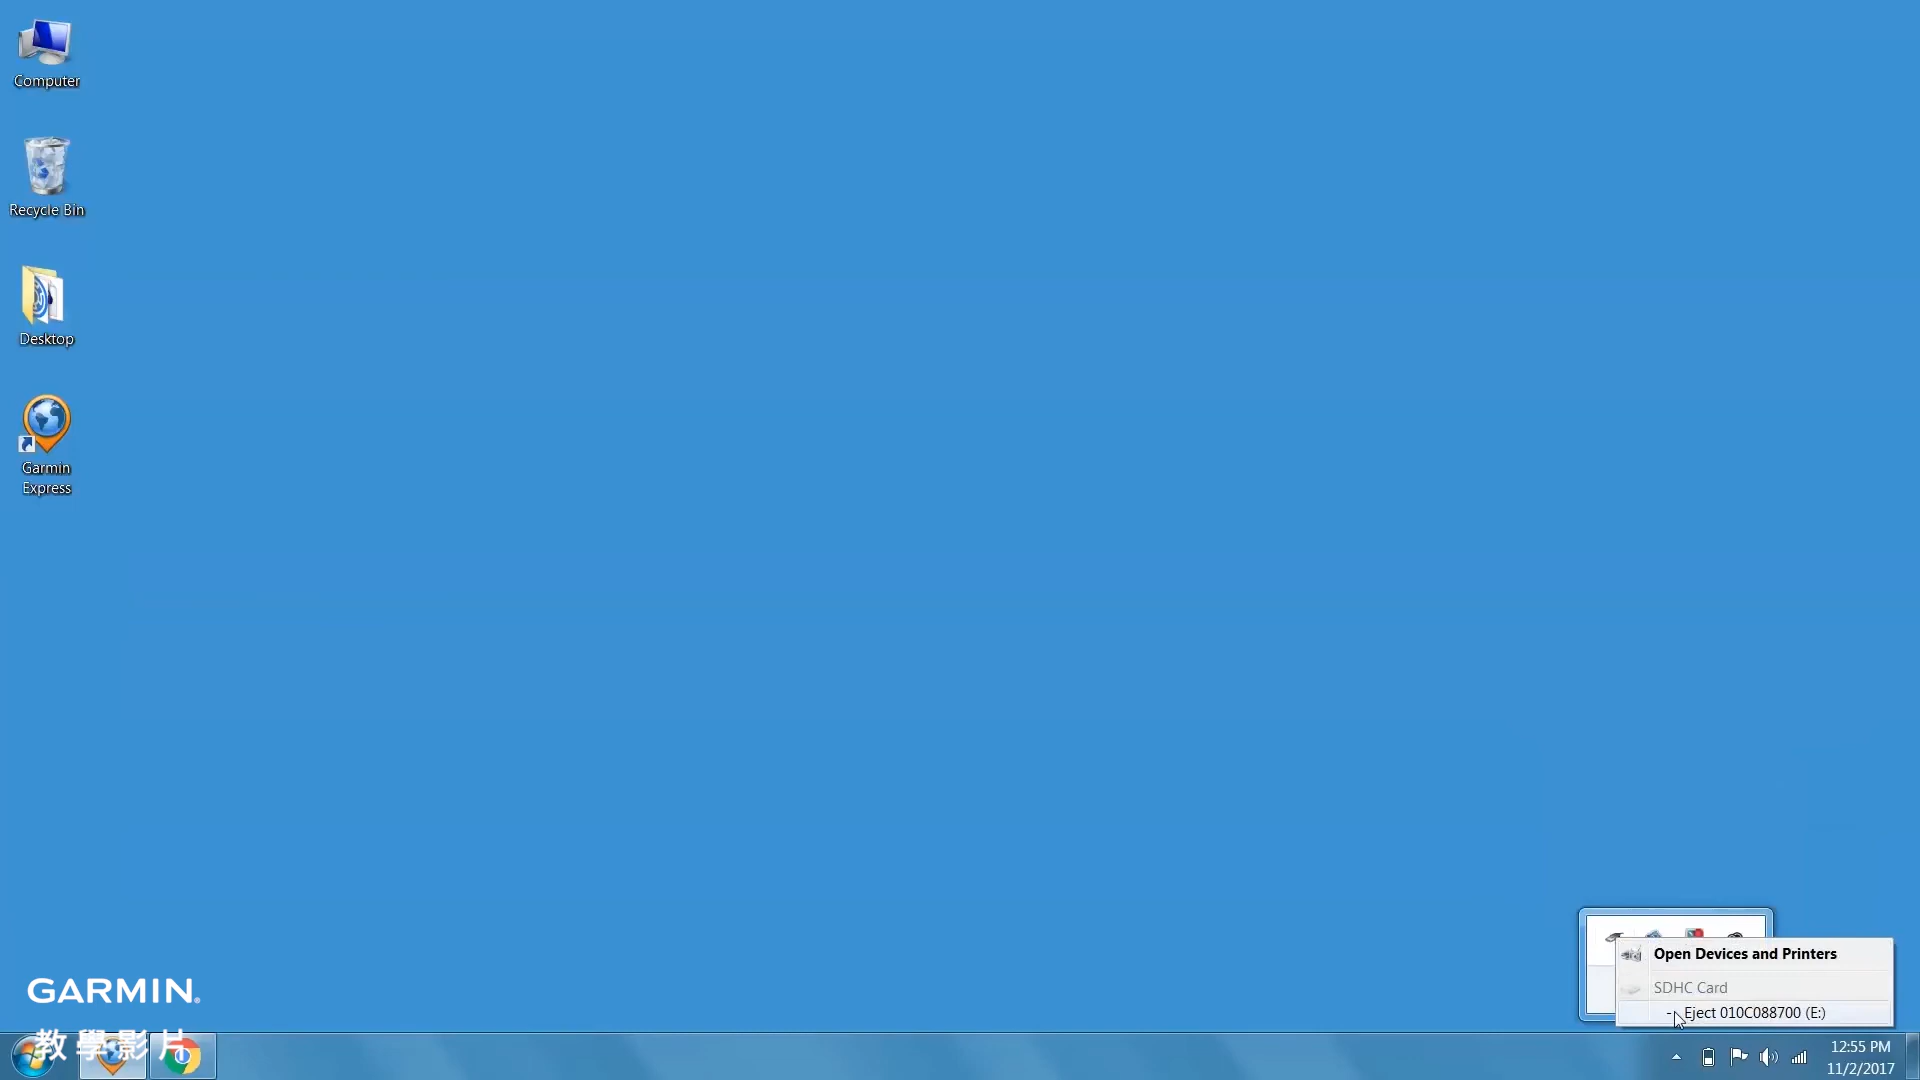 Computer
Recycle Bin
Desktop
Garmin
Express
Open Devices and Printers
SDHC Card
- Eject 010C088700 (E:)
GARMIN.
教學影片
12:55 PM
11/2/2017